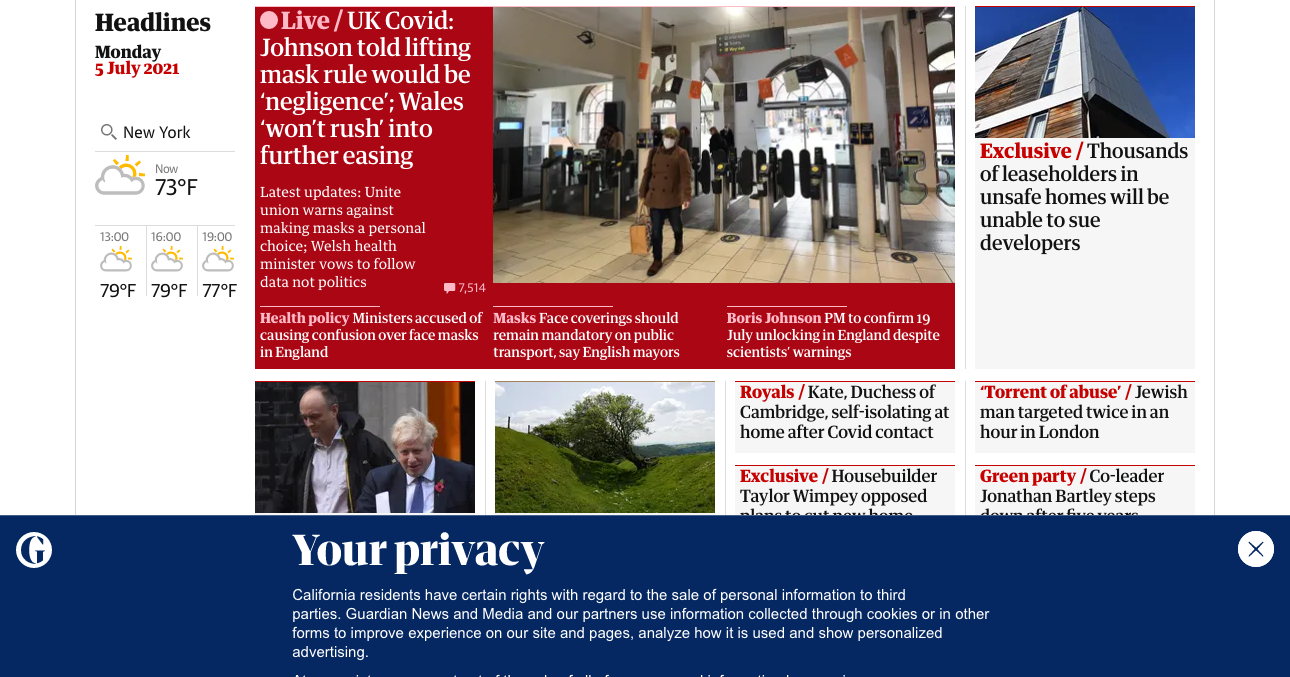 Headlines
Monday
5 July 2021
New York
Now
73°F
13:00
16:00
19:00
79°F
79°F
77°F
Live / UK Covid:
Johnson told lifting
mask rule would be
‘negligence’; Wales
‘won’t rush’ into
further easing
Latest updates: Unite
union warns against
making masks a personal
choice; Welsh health
minister vows to follow
data not politics
7,514
Health policy Ministers accused of
causing confusion over face masks
in England
Masks Face coverings should
remain mandatory on public
transport, say English mayors
Boris Johnson PM to confirm 19
July unlocking in England despite
scientists’ warnings
Exclusive / Thousands
of leaseholders in
unsafe homes will be
unable to sue
developers
Royals / Kate, Duchess of
Cambridge, self-isolating at
home after Covid contact
Exclusive / Housebuilder
Taylor Wimpey opposed
plans to cut new home
‘Torrent of abuse’ / Jewish
man targeted twice in an
hour in London
Green party / Co-leader
Jonathan Bartley steps
down after five years
Your privacy
California residents have certain rights with regard to the sale of personal information to third
parties. Guardian News and Media and our partners use information collected through cookies or in other
forms to improve experience on our site and pages, analyze how it is used and show personalized
advertising.